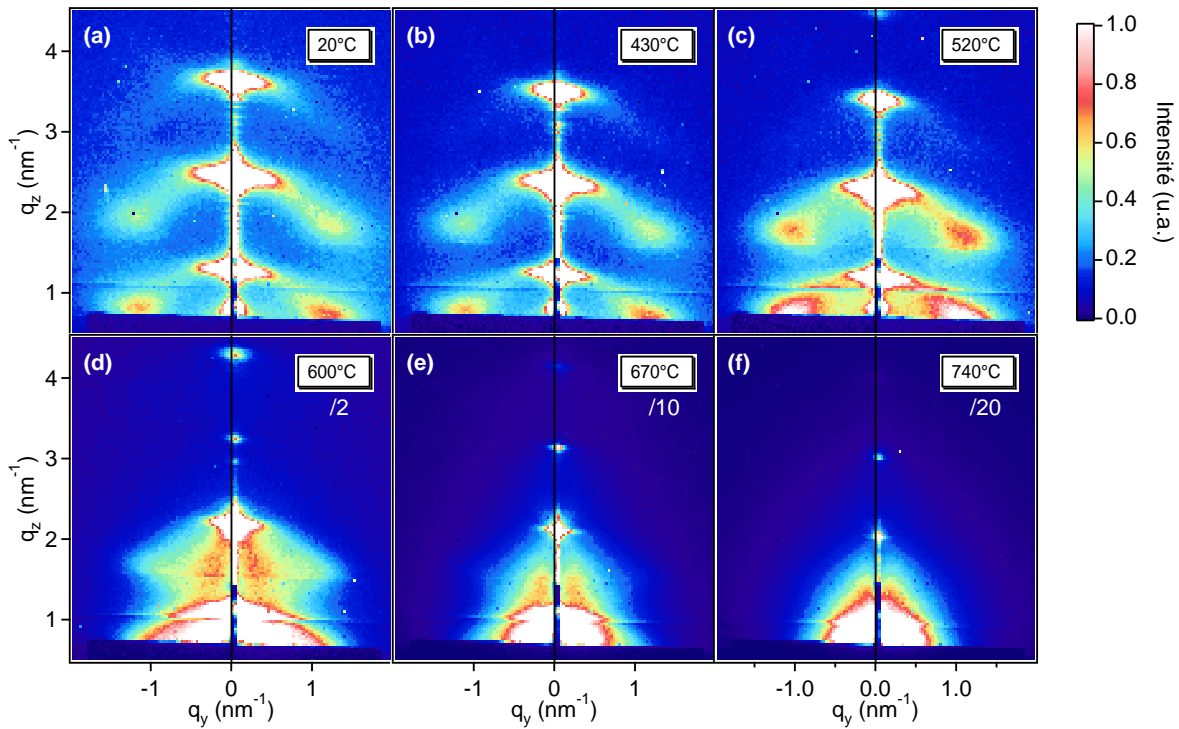 (a) 20°C
(b) 430°C
(c) 520°C
1.0
0.8
0.6
0.4
0.2
0.0
Intensité (u.a.)
4
3
2
1
q_z (nm⁻¹)
(d) 600°C
/2
(e) 670°C
/10
(f) 740°C
/20
4
3
2
1
q_z (nm⁻¹)
-1 0 1
-1 0 1
-1.0 0.0 1.0
q_y (nm⁻¹)
q_y (nm⁻¹)
q_y (nm⁻¹)